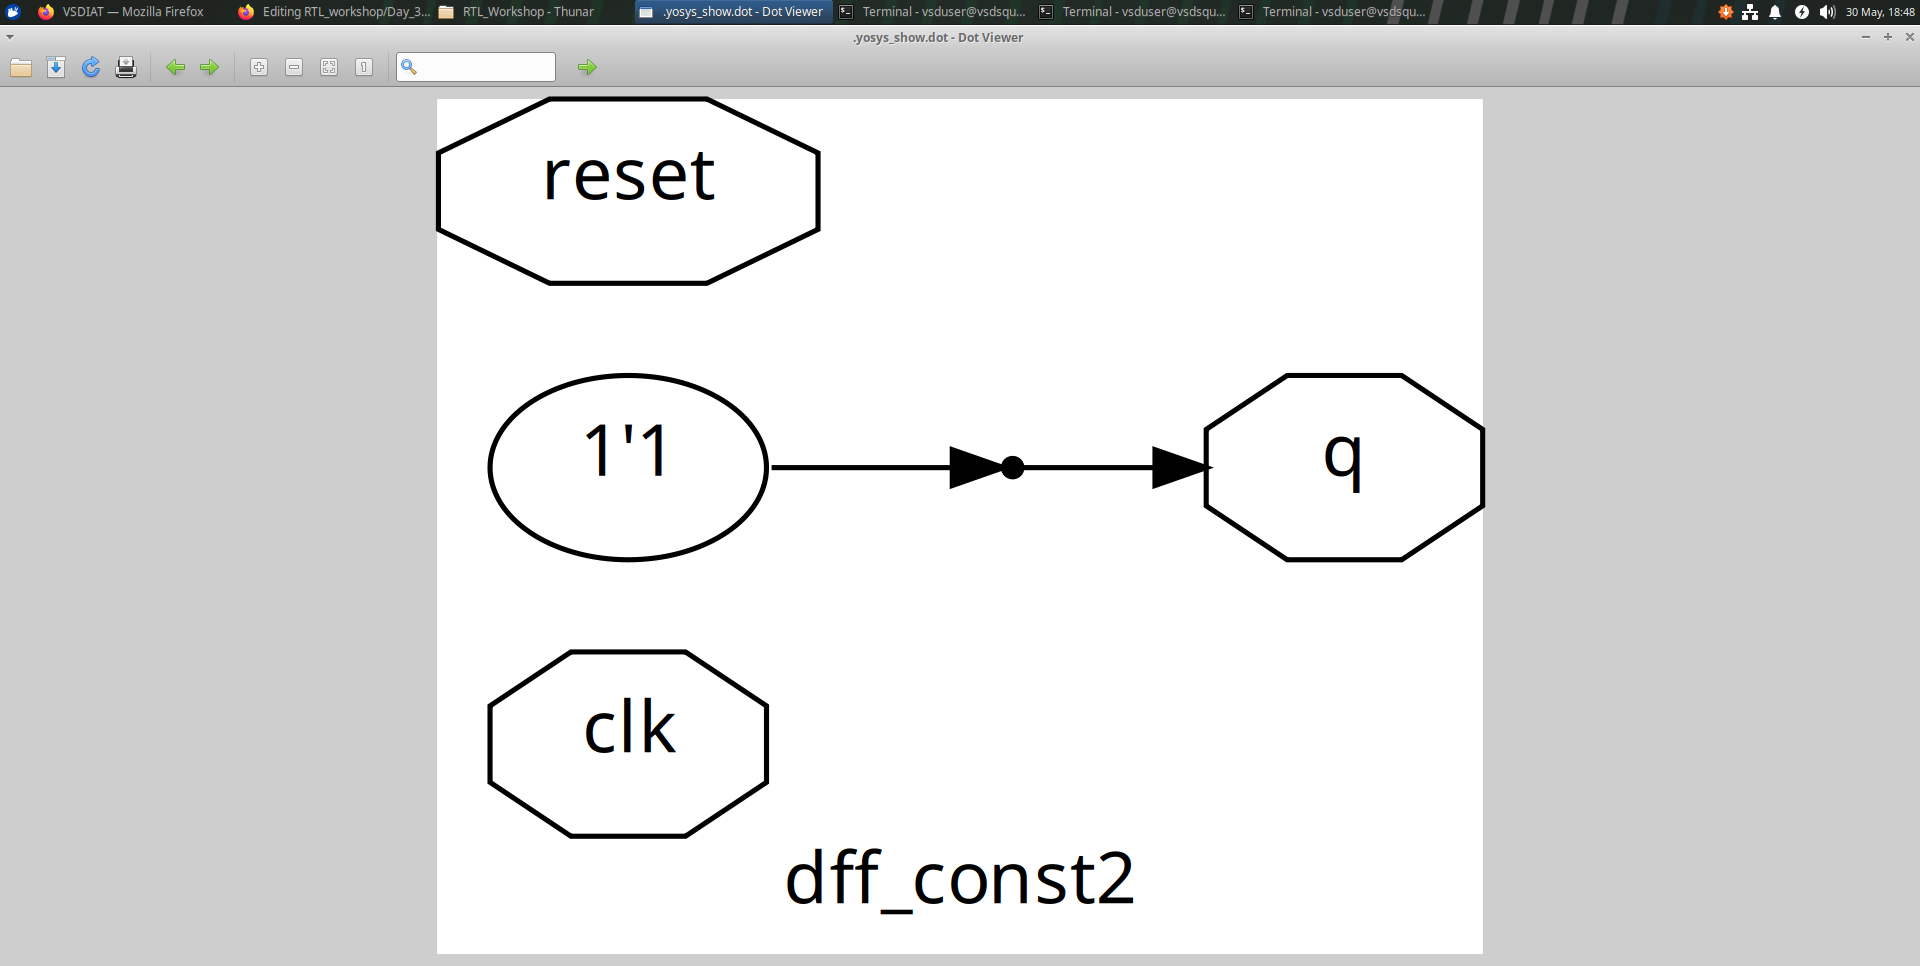 VSDIAT — Mozilla Firefox
Editing RTL_workshop/Day_3...
RTL_Workshop - Thunar
.yosys_show.dot - Dot Viewer
Terminal - vsduser@vsdsqu...
Terminal - vsduser@vsdsqu...
Terminal - vsduser@vsdsqu...
30 May, 18:48
.yosys_show.dot - Dot Viewer
reset
1'1
q
clk
dff_const2